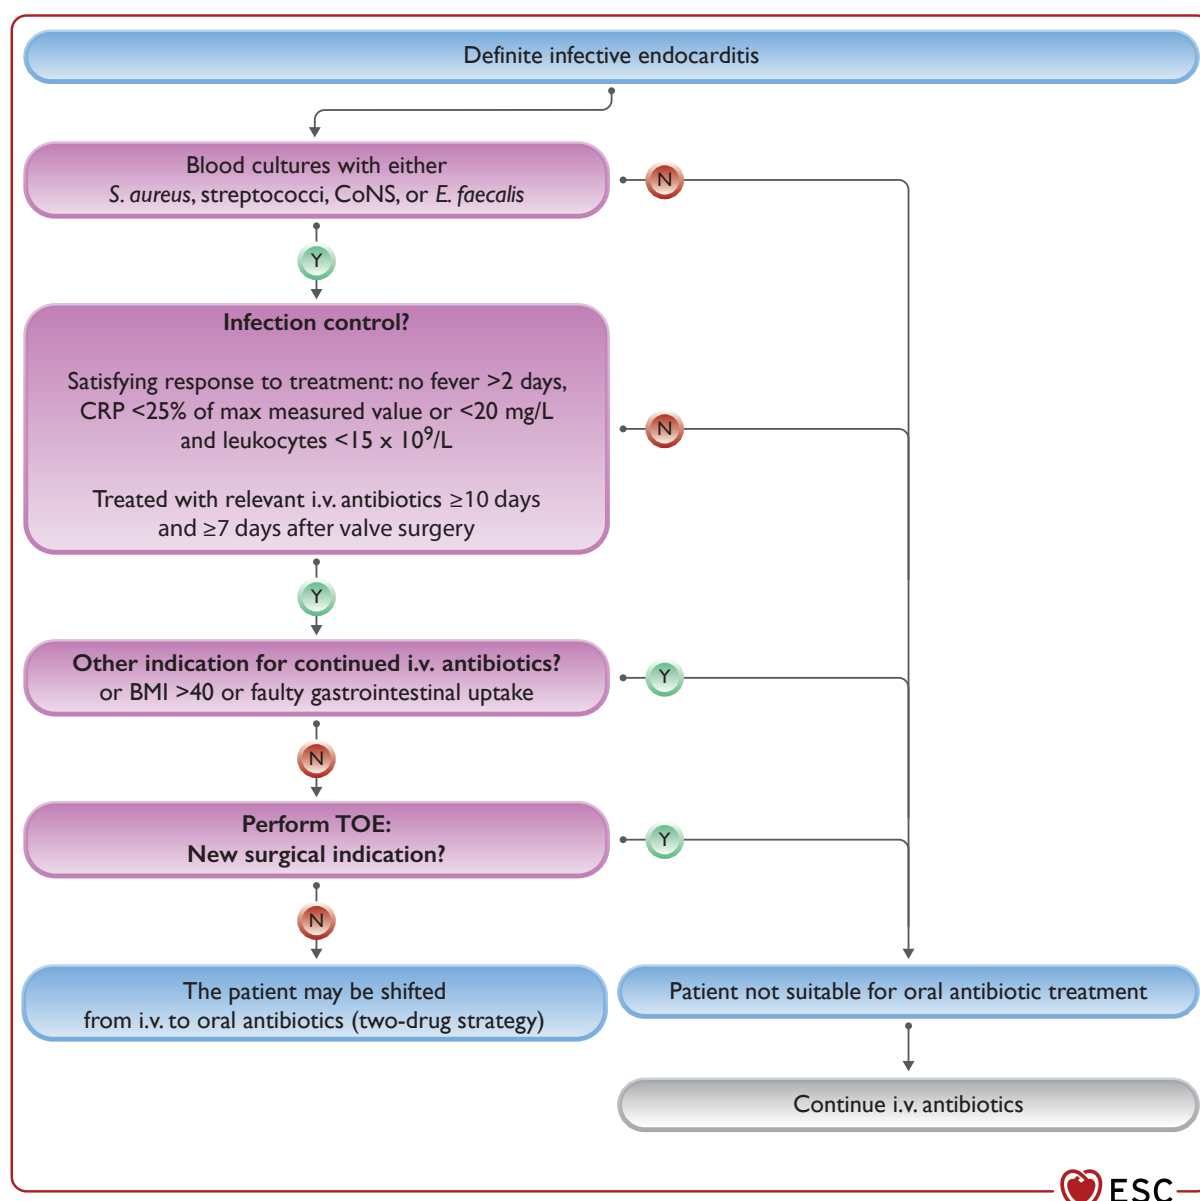 Definite infective endocarditis
Blood cultures with either
S. aureus, streptococci, CoNS, or E. faecalis
N
Y
Infection control?
Satisfying response to treatment: no fever >2 days,
CRP <25% of max measured value or <20 mg/L
and leukocytes <15 x 10⁹/L
Treated with relevant i.v. antibiotics ≥10 days
and ≥7 days after valve surgery
N
Y
Other indication for continued i.v. antibiotics?
or BMI >40 or faulty gastrointestinal uptake
Y
N
Perform TOE:
New surgical indication?
Y
N
The patient may be shifted
from i.v. to oral antibiotics (two-drug strategy)
Patient not suitable for oral antibiotic treatment
Continue i.v. antibiotics
ESC